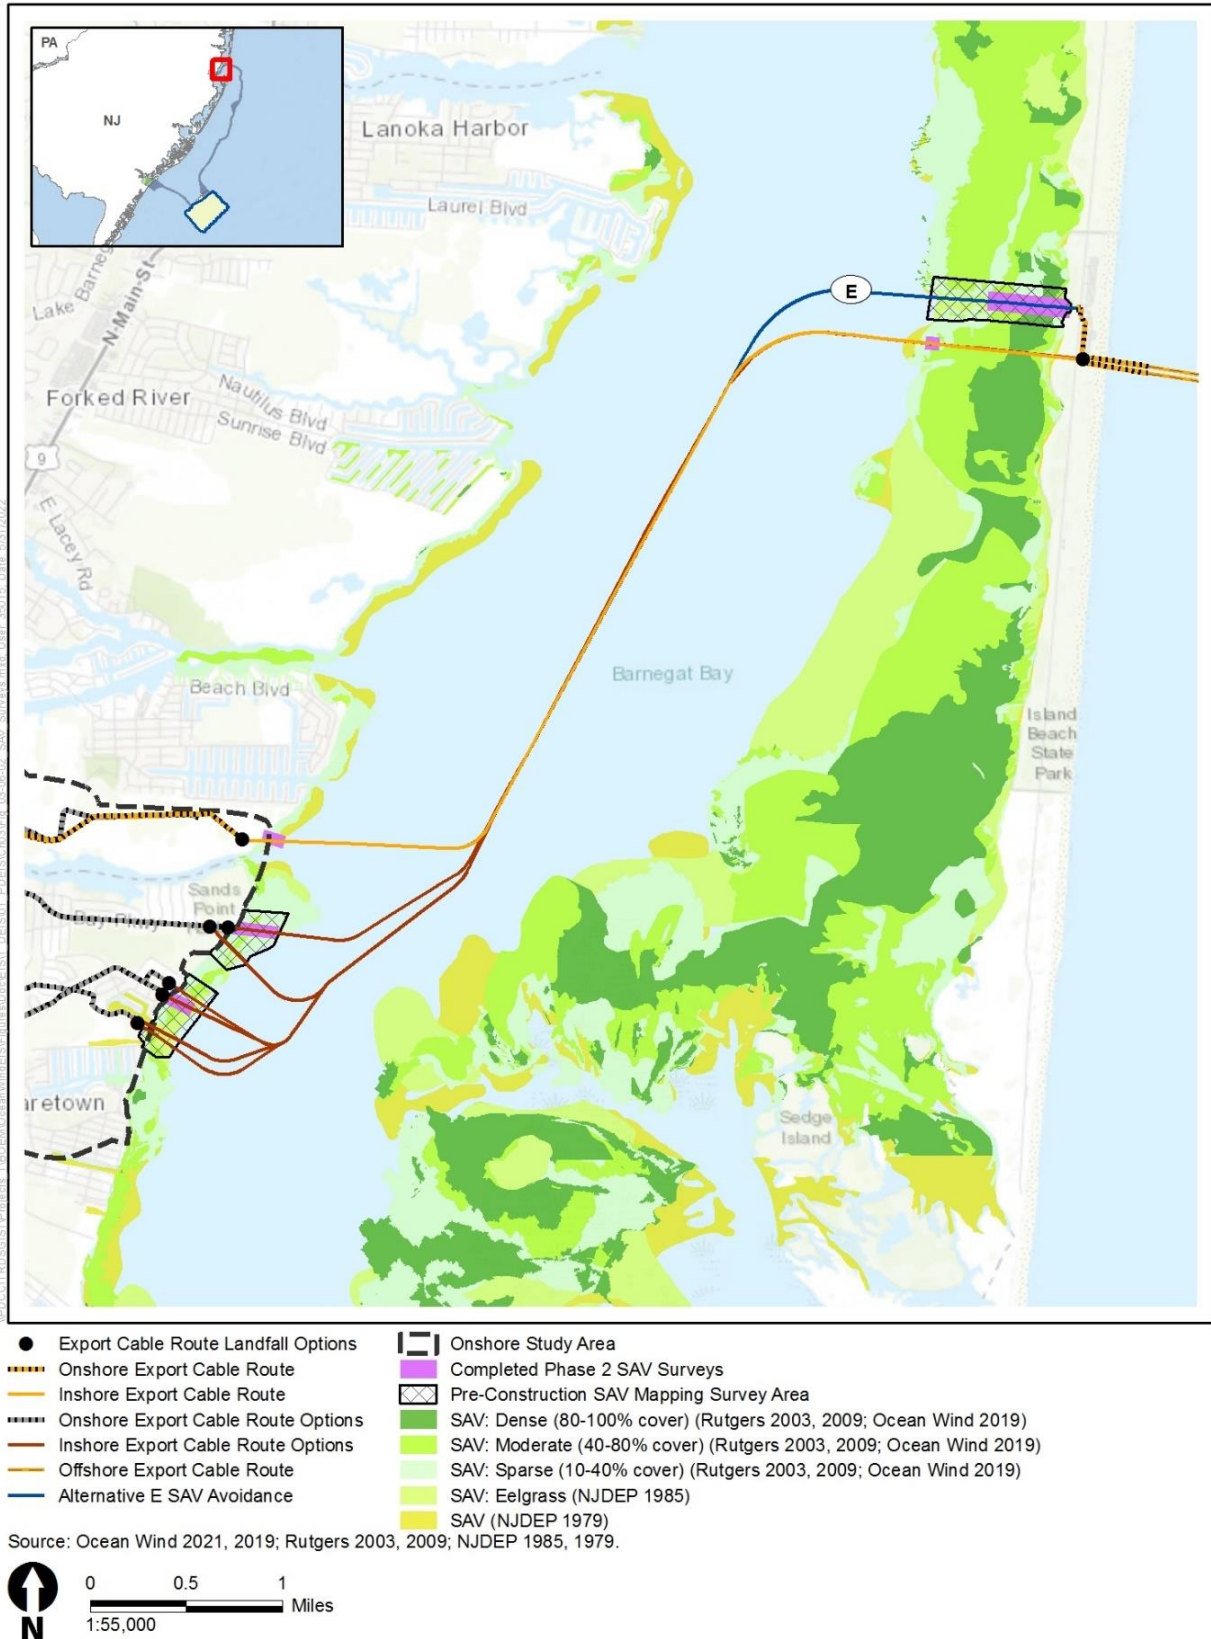 PA
NJ
Lanoka Harbor
Laurel Blvd
Lake Barneg
N-Main-St
E
Forked River
Nautilus Blvd
Sunrise Blvd
9
E Lacey Rd
Barnegat Bay
Beach Blvd
Island
Beach
State
Park
Sands
Point
Bay Pkwy
aretown
Sedge
Island
Export Cable Route Landfall Options
Onshore Export Cable Route
Inshore Export Cable Route
Onshore Export Cable Route Options
Inshore Export Cable Route Options
Offshore Export Cable Route
Alternative E SAV Avoidance
Onshore Study Area
Completed Phase 2 SAV Surveys
Pre-Construction SAV Mapping Survey Area
SAV: Dense (80-100% cover) (Rutgers 2003, 2009; Ocean Wind 2019)
SAV: Moderate (40-80% cover) (Rutgers 2003, 2009; Ocean Wind 2019)
SAV: Sparse (10-40% cover) (Rutgers 2003, 2009; Ocean Wind 2019)
SAV: Eelgrass (NJDEP 1985)
SAV (NJDEP 1979)
Source: Ocean Wind 2021, 2019; Rutgers 2003, 2009; NJDEP 1985, 1979.
0 0.5 1
Miles
1:55,000
N